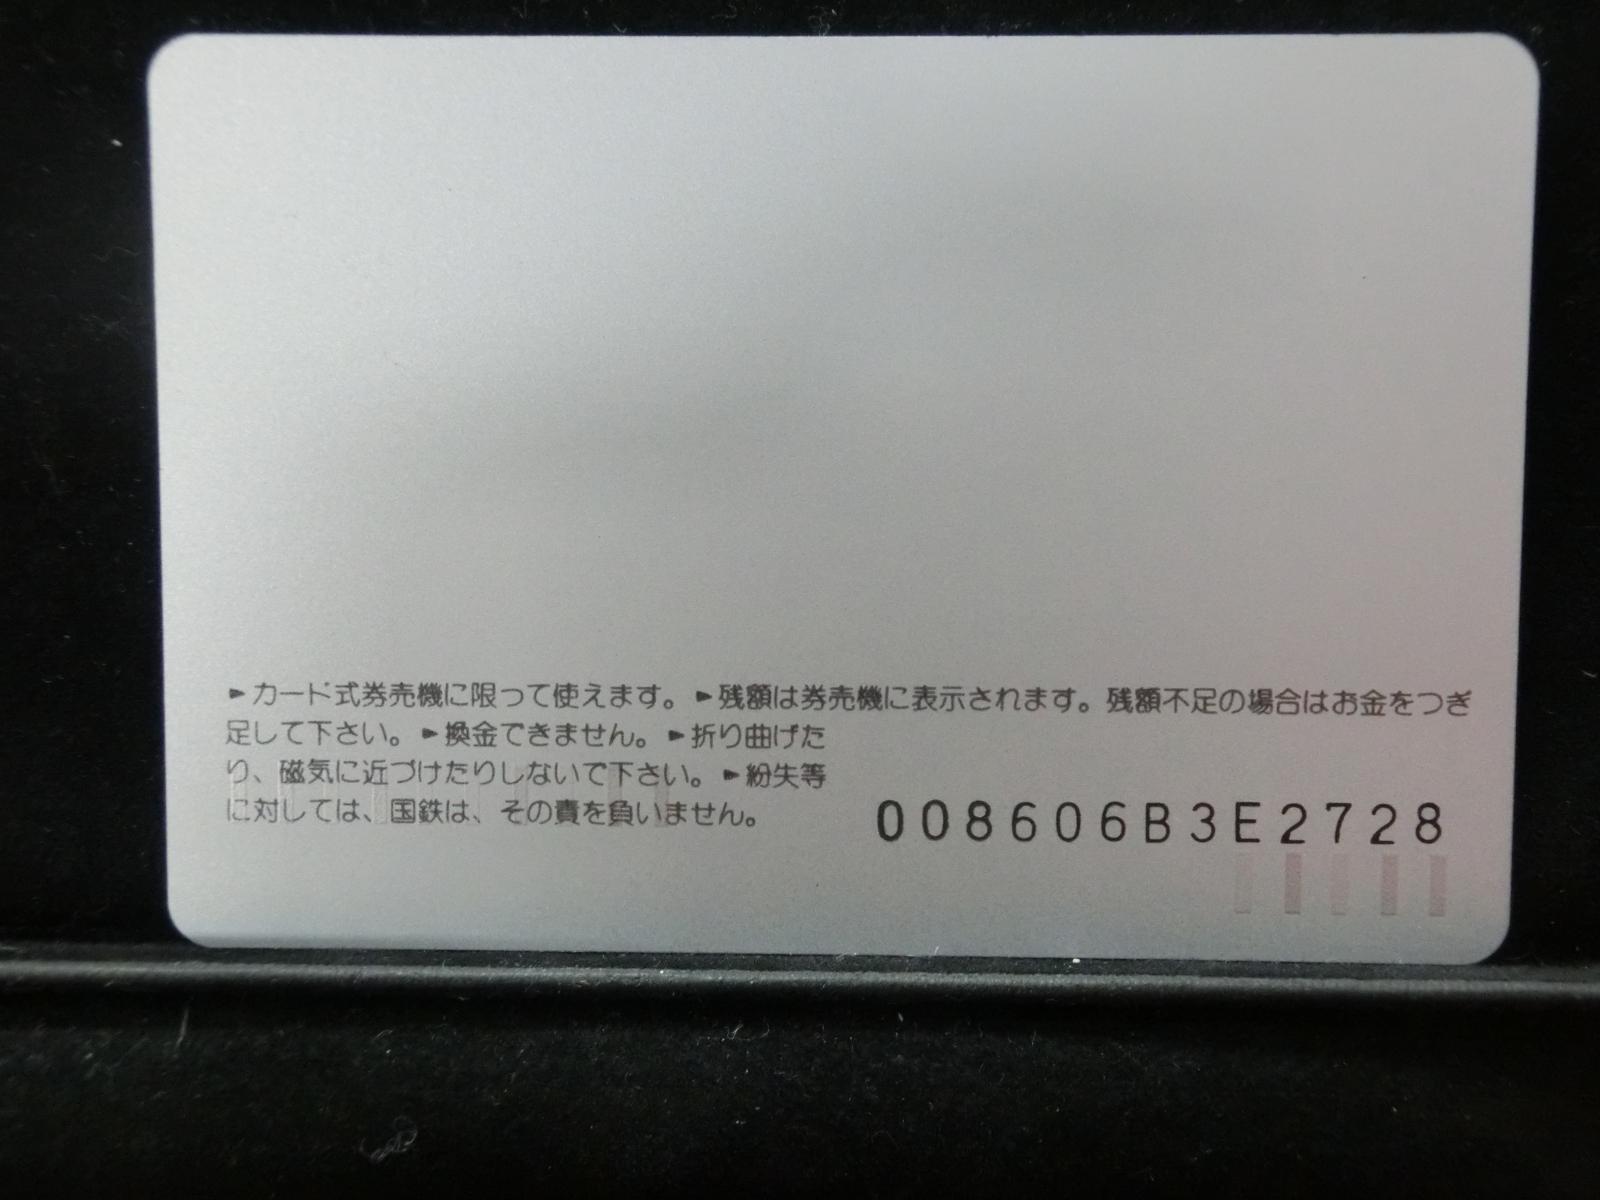 ►カード式券売機に限って使えます。►残額は券売機に表示されます。残額不足の場合はお金をつぎ
足して下さい。►換金できません。►折り曲げた
り、磁気に近づけたりしないで下さい。►紛失等
に対しては、国鉄は、その責を負いません。
008606B3E2728